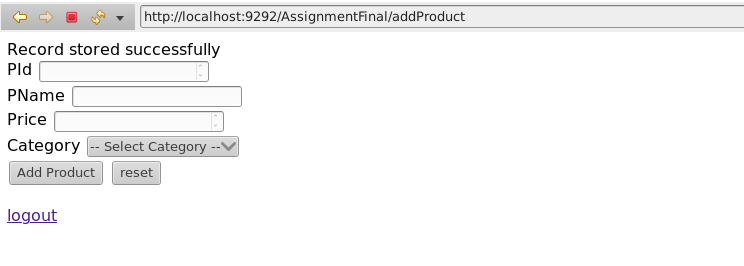 http://localhost:9292/AssignmentFinal/addProduct
Record stored successfully
PId
PName
Price
Category -- Select Category --
Add Product reset
logout